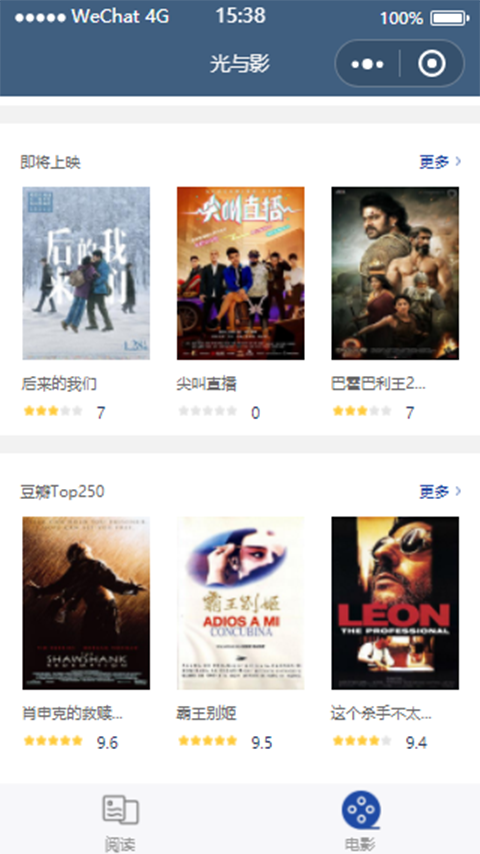 WeChat 4G 15:38 100%
光与影
即将上映 更多
后来的我们
尖叫直播
4.28
后来的我们 尖叫直播 巴霍巴利王2...
7 0 7
豆瓣Top250 更多
THE
SHAWSHANK
REDEMPTION
霸王别姬
ADIOS A MI
CONCUBINA
LEON
THE PROFESSIONAL
肖申克的救赎... 霸王别姬 这个杀手不太...
9.6 9.5 9.4
阅读 电影